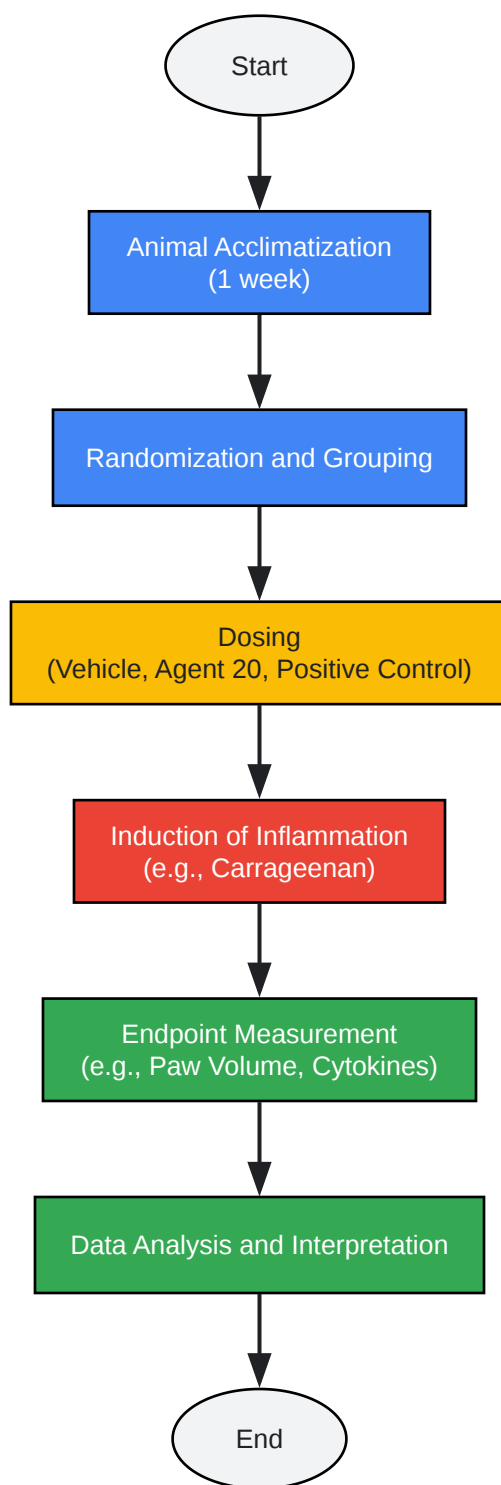 Start
Animal Acclimatization
(1 week)
Randomization and Grouping
Dosing
(Vehicle, Agent 20, Positive Control)
Induction of Inflammation
(e.g., Carrageenan)
Endpoint Measurement
(e.g., Paw Volume, Cytokines)
Data Analysis and Interpretation
End